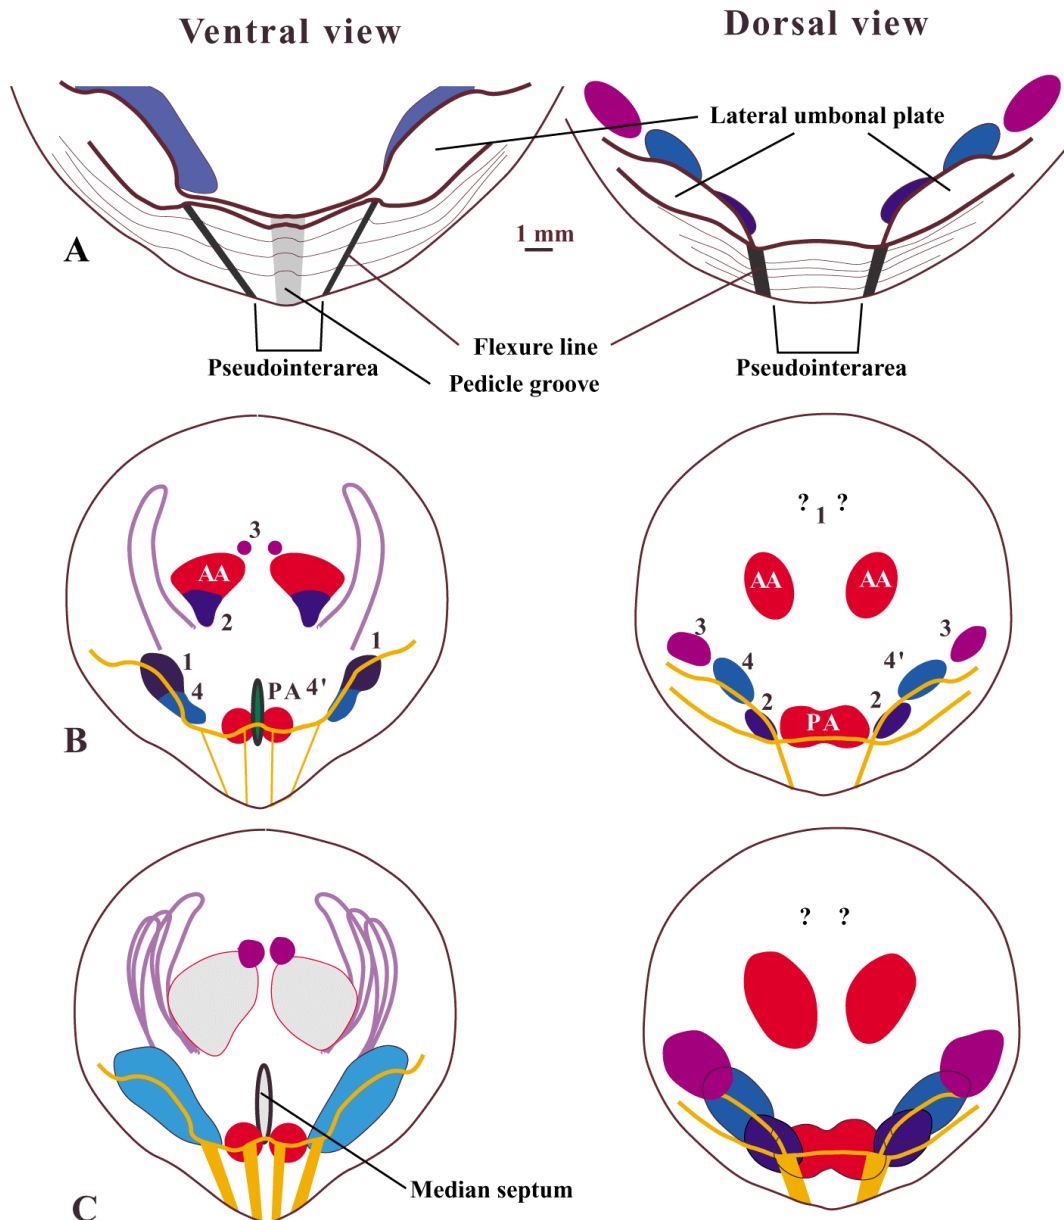 Ventral view
Dorsal view
Lateral umbonal plate
A
1 mm
Flexure line
Pseudointerarea
Pedicle groove
Pseudointerarea
3
AA
2
1
1
4
PA
4'
B
? 1 ?
AA
AA
3
3
4
4'
2
2
PA
? ?
Median septum
C